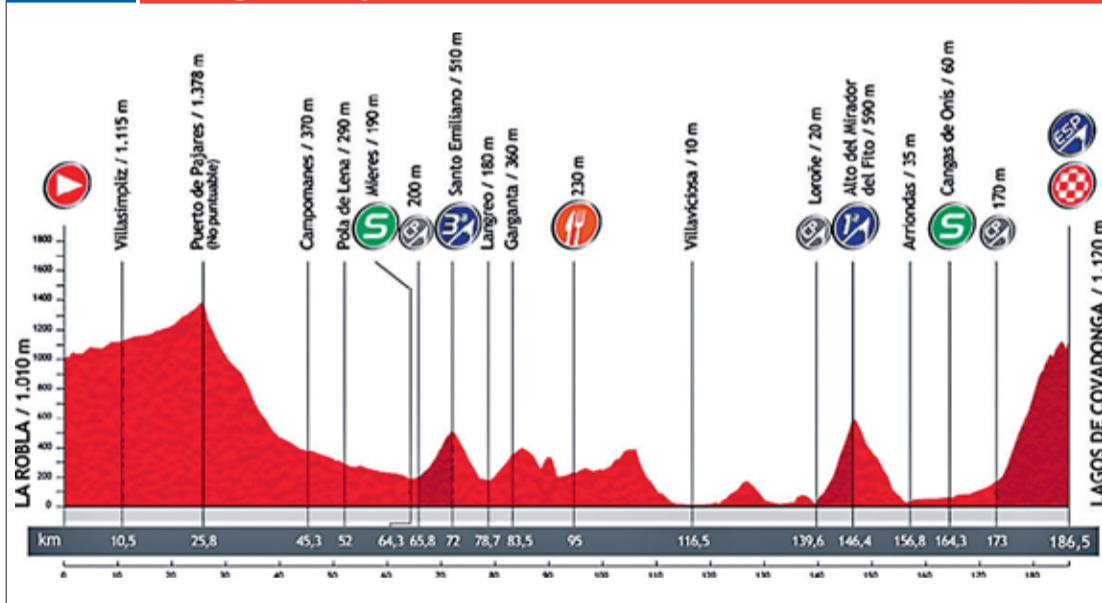 Villasimpliz / 1.115 m
Puerto de Pajares / 1.378 m
(No puntuable)
Campomanes / 370 m
Pola de Lena / 290 m
Mieres / 190 m
S
CP
200 m
3ª
Santo Emiliano / 510 m
Langreo / 180 m
Garganta / 360 m
230 m
Villaviciosa / 10 m
CP
Loroñe / 20 m
1ª
Alto del Mirador
del Fito / 590 m
Arriondas / 35 m
S
Cangas de Onis / 60 m
CP
170 m
ESP
LA ROBLA / 1.010 m
LAGOS DE COVADONGA / 1.120 m
1800
1600
1400
1200
1000
800
600
400
200
0
km 10,5 25,8 45,3 52 64,3 65,8 72 78,7 83,5 95 116,5 139,6 146,4 156,8 164,3 173 186,5
0 10 20 30 40 50 60 70 80 90 100 110 120 130 140 150 160 170 180